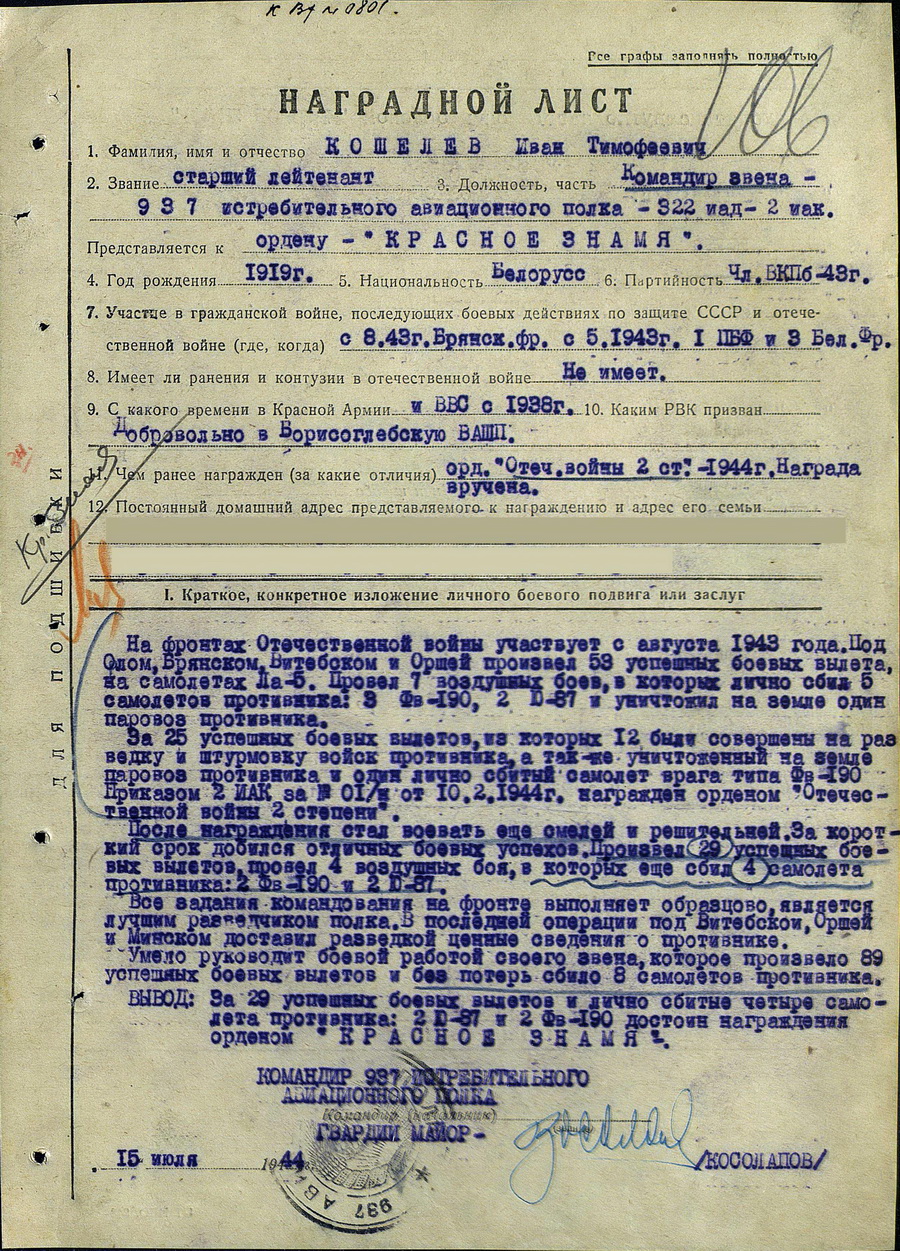 К Вх № 0801.
Все графы заполнять полностью
106
НАГРАДНОЙ ЛИСТ
1. Фамилия, имя и отчество КОШЕЛЕВ Иван Тимофеевич
2. Звание старший лейтенант 3. Должность, часть Командир звена -
937 истребительного авиационного полка - 322 иад- 2 иак.
Представляется к ордену - "КРАСНОЕ ЗНАМЯ".
4. Год рождения 1919г. 5. Национальность Белорусс 6. Партийность Чл.ВКПб-43г.
7. Участие в гражданской войне, последующих боевых действиях по защите СССР и отече-
ственной войне (где, когда) с 8.43г.Брянск.фр. с 5.1943г. I ПБФ и 3 Бел.Фр.
8. Имеет ли ранения и контузии в отечественной войне Не имеет.
9. С какого времени в Красной Армии и ВВС с 1938г. 10. Каким РВК призван
Добровольно в Борисоглебскую ВАШП.
11. Чем ранее награжден (за какие отличия) орд."Отеч.войны 2 ст."-1944г.Награда
вручена.
12. Постоянный домашний адрес представляемого к награждению и адрес его семьи
ДЛЯ ПОДШИВКИ
I. Краткое, конкретное изложение личного боевого подвига или заслуг
На фронтах Отечественной войны участвует с августа 1943 года.Под
Орлом,Брянском,Витебском и Оршей произвел 53 успешных боевых вылета,
на самолетах Ла-5. Провел 7 воздушных боев,в которых лично сбил 5
самолетов противника: 3 Фв-190, 2 Ю-87 и уничтожил на земле один
паровоз противника.
За 25 успешных боевых вылетов,из которых 12 были совершены на раз
ведку и штурмовку войск противника,а так-же уничтоженный на земле
паровоз противника и один лично сбитый самолет врага типа Фв-190
Приказом 2 ИАК за № 01/н от 10.2.1944г. награжден орденом "Отечес-
твенной войны 2 степени".
После награждения стал воевать еще смелей и решительней.За корот-
кий срок добился отличных боевых успехов.Произвел 29 успешных бое-
вых вылетов,провел 4 воздушных боя,в которых еще сбил 4 самолета
противника:2 Фв-190 и 2 Ю-87.
Все задания командования на фронте выполняет образцово,является
лучшим разведчиком полка.В последней операции под Витебском,Оршей
и Минском доставил разведкой ценные сведения о противнике.
Умело руководит боевой работой своего звена,которое произвело 89
успешных боевых вылетов и без потерь сбило 8 самолетов противника.
ВЫВОД: За 29 успешных боевых вылетов и лично сбитые четыре само-
лета противника: 2 Ю-87 и 2 Фв-190 достоин награждения
орденом "КРАСНОЕ ЗНАМЯ".
КОМАНДИР 937 ИСТРЕБИТЕЛЬНОГО
АВИАЦИОННОГО ПОЛКА
Командир (начальник)
ГВАРДИИ МАЙОР-
/КОСОЛАПОВ/
15 июля 1944
937 АВИА